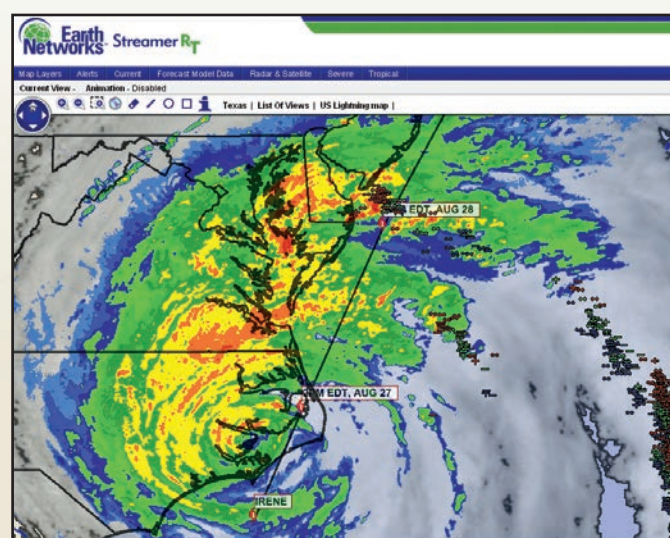 Earth
Networks Streamer RT
Map Layers Alerts Current Forecast Model Data Radar & Satellite Severe Tropical
Current View - Animation - Disabled
Texas | List Of Views | US Lightning map |
EDT, AUG 28
PM EDT, AUG 27
IRENE